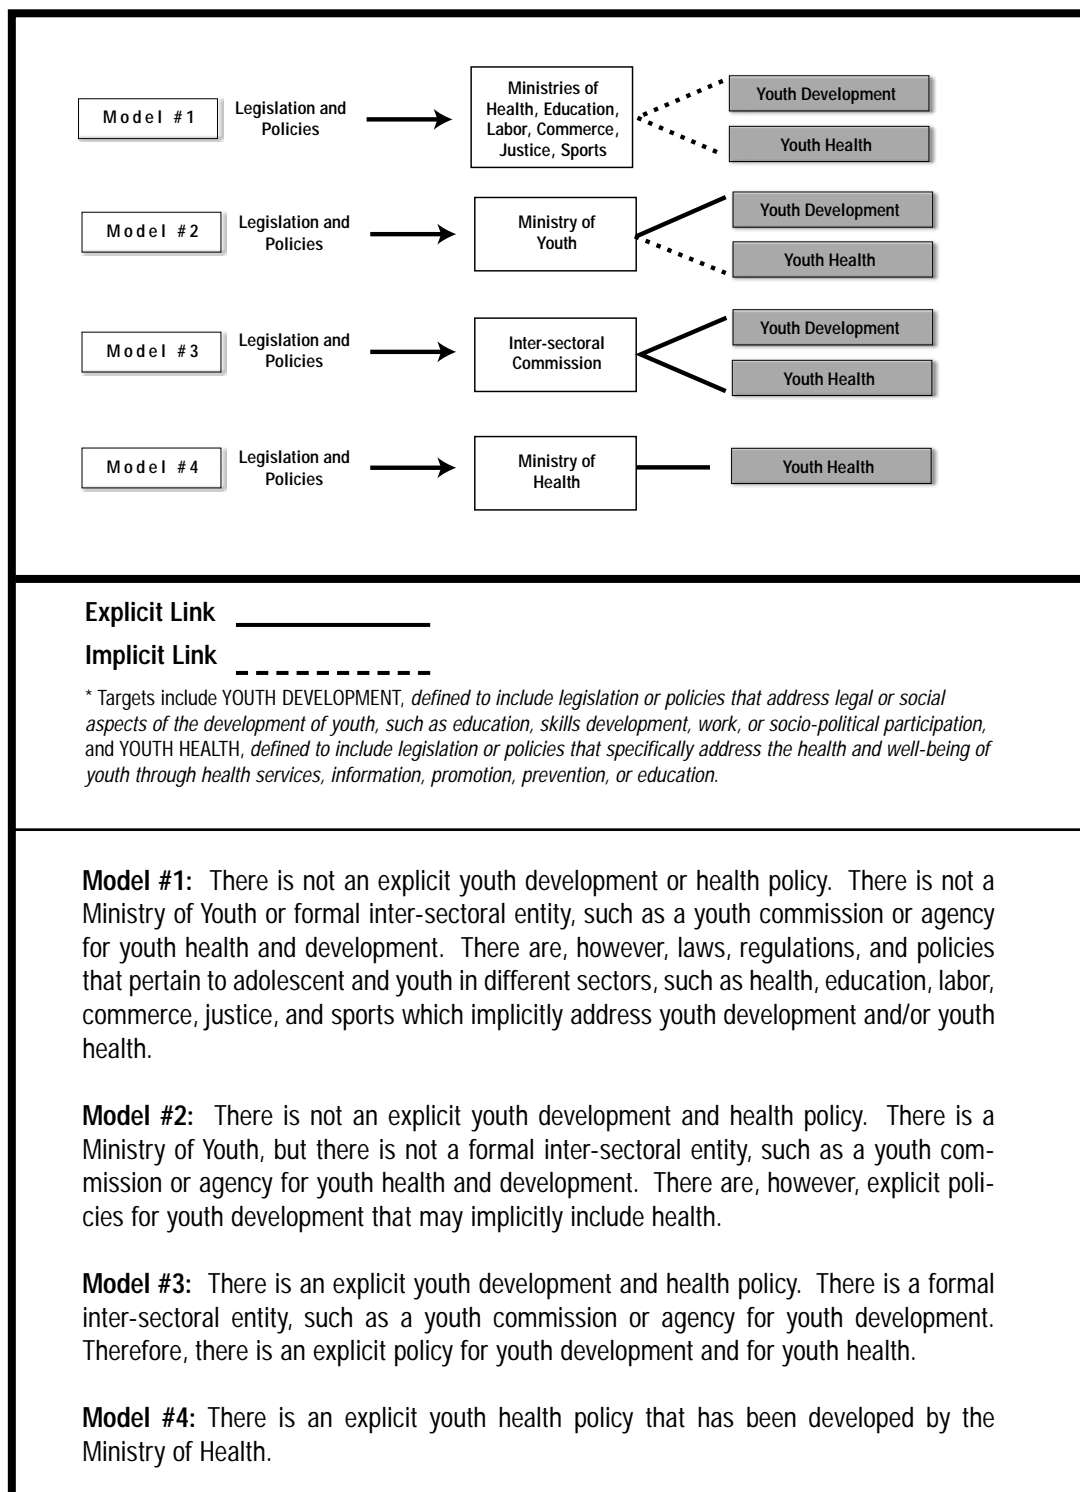 Model #1
Legislation and
Policies
Ministries of
Health, Education,
Labor, Commerce,
Justice, Sports
Youth Development
Youth Health
Model #2
Legislation and
Policies
Ministry of
Youth
Youth Development
Youth Health
Model #3
Legislation and
Policies
Inter-sectoral
Commission
Youth Development
Youth Health
Model #4
Legislation and
Policies
Ministry of
Health
Youth Health
Explicit Link
Implicit Link
* Targets include YOUTH DEVELOPMENT, defined to include legislation or policies that address legal or social
aspects of the development of youth, such as education, skills development, work, or socio-political participation,
and YOUTH HEALTH, defined to include legislation or policies that specifically address the health and well-being of
youth through health services, information, promotion, prevention, or education.
Model #1: There is not an explicit youth development or health policy. There is not a
Ministry of Youth or formal inter-sectoral entity, such as a youth commission or agency
for youth health and development. There are, however, laws, regulations, and policies
that pertain to adolescent and youth in different sectors, such as health, education, labor,
commerce, justice, and sports which implicitly address youth development and/or youth
health.
Model #2: There is not an explicit youth development and health policy. There is a
Ministry of Youth, but there is not a formal inter-sectoral entity, such as a youth com-
mission or agency for youth health and development. There are, however, explicit poli-
cies for youth development that may implicitly include health.
Model #3: There is an explicit youth development and health policy. There is a formal
inter-sectoral entity, such as a youth commission or agency for youth development.
Therefore, there is an explicit policy for youth development and for youth health.
Model #4: There is an explicit youth health policy that has been developed by the
Ministry of Health.